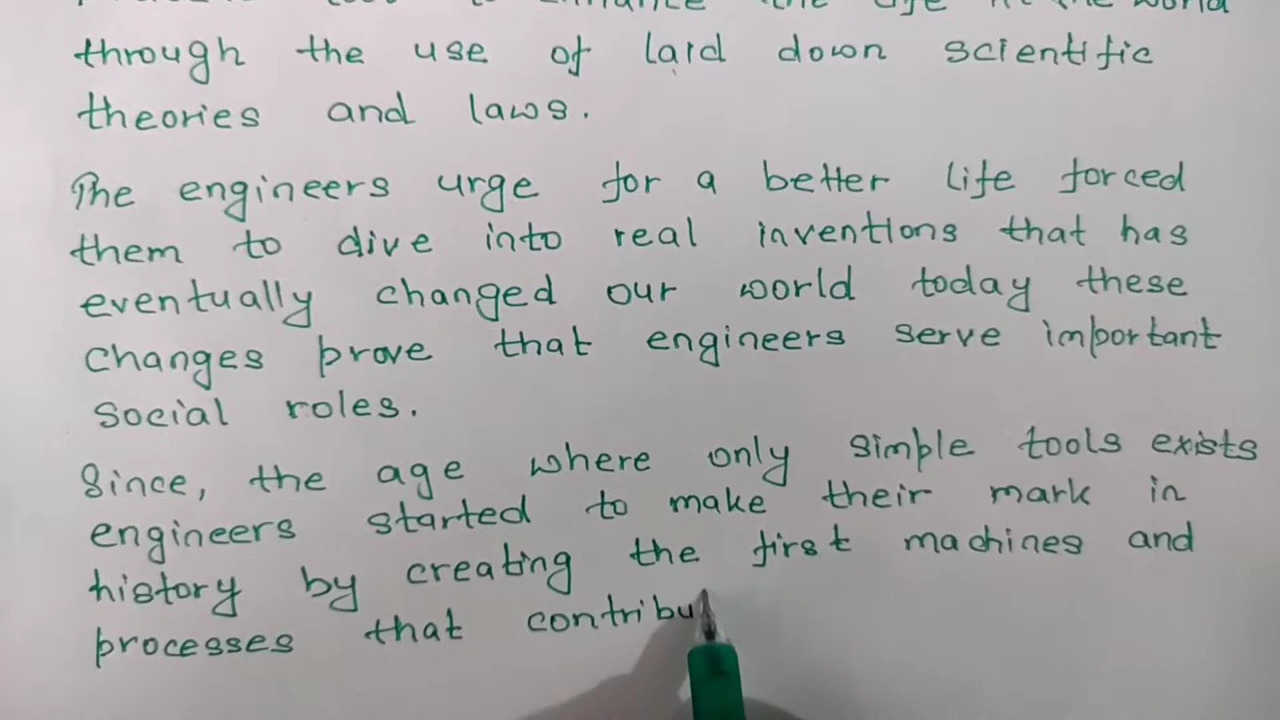 the world
through the use of laid down scientific
theories and laws.
The engineers urge for a better life forced
them to dive into real inventions that has
eventually changed our world today these
changes prove that engineers serve important
social roles.
Since, the age where only simple tools exists
engineers started to make their mark in
history by creating the first machines and
processes that contribu